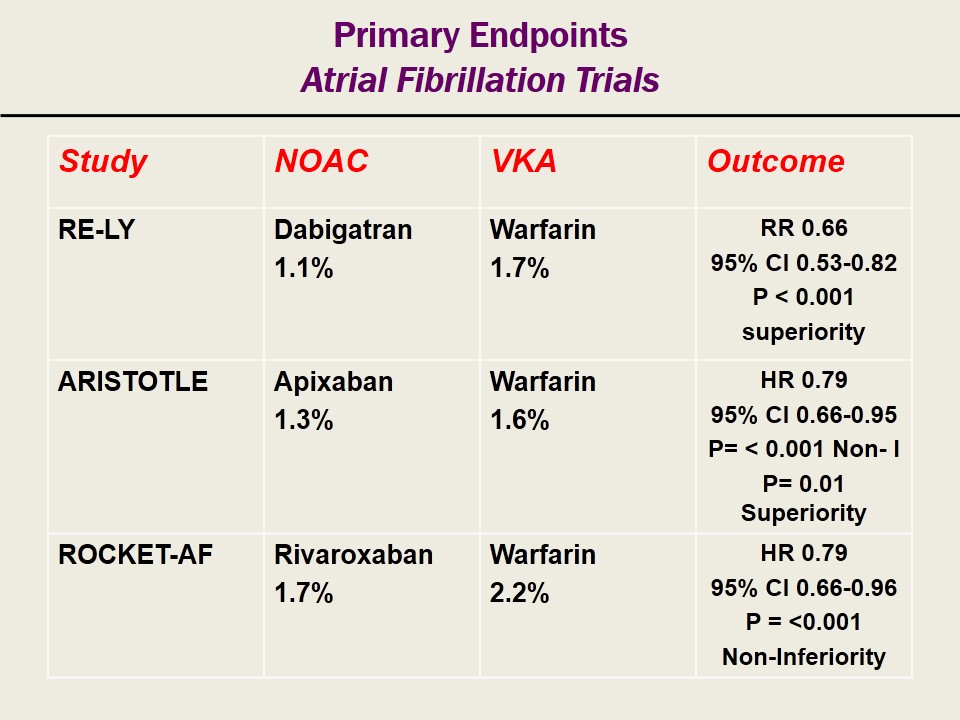 Primary Endpoints
Atrial Fibrillation Trials
Study NOAC VKA Outcome
RE-LY
Dabigatran
1.1%
Warfarin
1.7%
RR 0.66
95% CI 0.53-0.82
P < 0.001
superiority
ARISTOTLE
Apixaban
1.3%
Warfarin
1.6%
HR 0.79
95% CI 0.66-0.95
P= < 0.001 Non- I
P= 0.01
Superiority
ROCKET-AF
Rivaroxaban
1.7%
Warfarin
2.2%
HR 0.79
95% CI 0.66-0.96
P = <0.001
Non-Inferiority